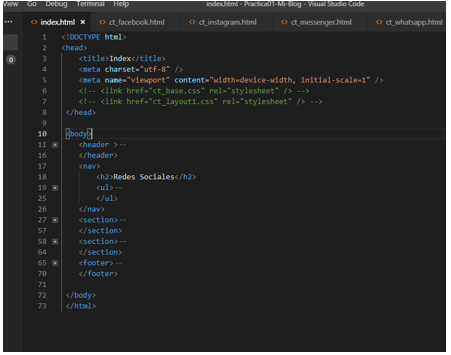 View Go Debug Terminal Help index.html - Practica01-Mi-Blog - Visual Studio Code
index.html × ct_facebook.html ct_instagram.html ct_messenger.html ct_whatsapp.html
0
1 <!DOCTYPE html>
2 <head>
3 <title>Index</title>
4 <meta charset="utf-8" />
5 <meta name="viewport" content="width=device-width, initial-scale=1" />
6 <!-- <link href="ct_base.css" rel="stylesheet" /> -->
7 <!-- <link href="ct_layout1.css" rel="stylesheet" /> -->
8 </head>
9
10 <body>
11 <header >…
16 </header>
17 <nav>
18 <h2>Redes Sociales</h2>
19 <ul>…
25 </ul>
26 </nav>
27 <section>…
57 </section>
58 <section>…
64 </section>
65 <footer>…
70 </footer>
71
72 </body>
73 </html>